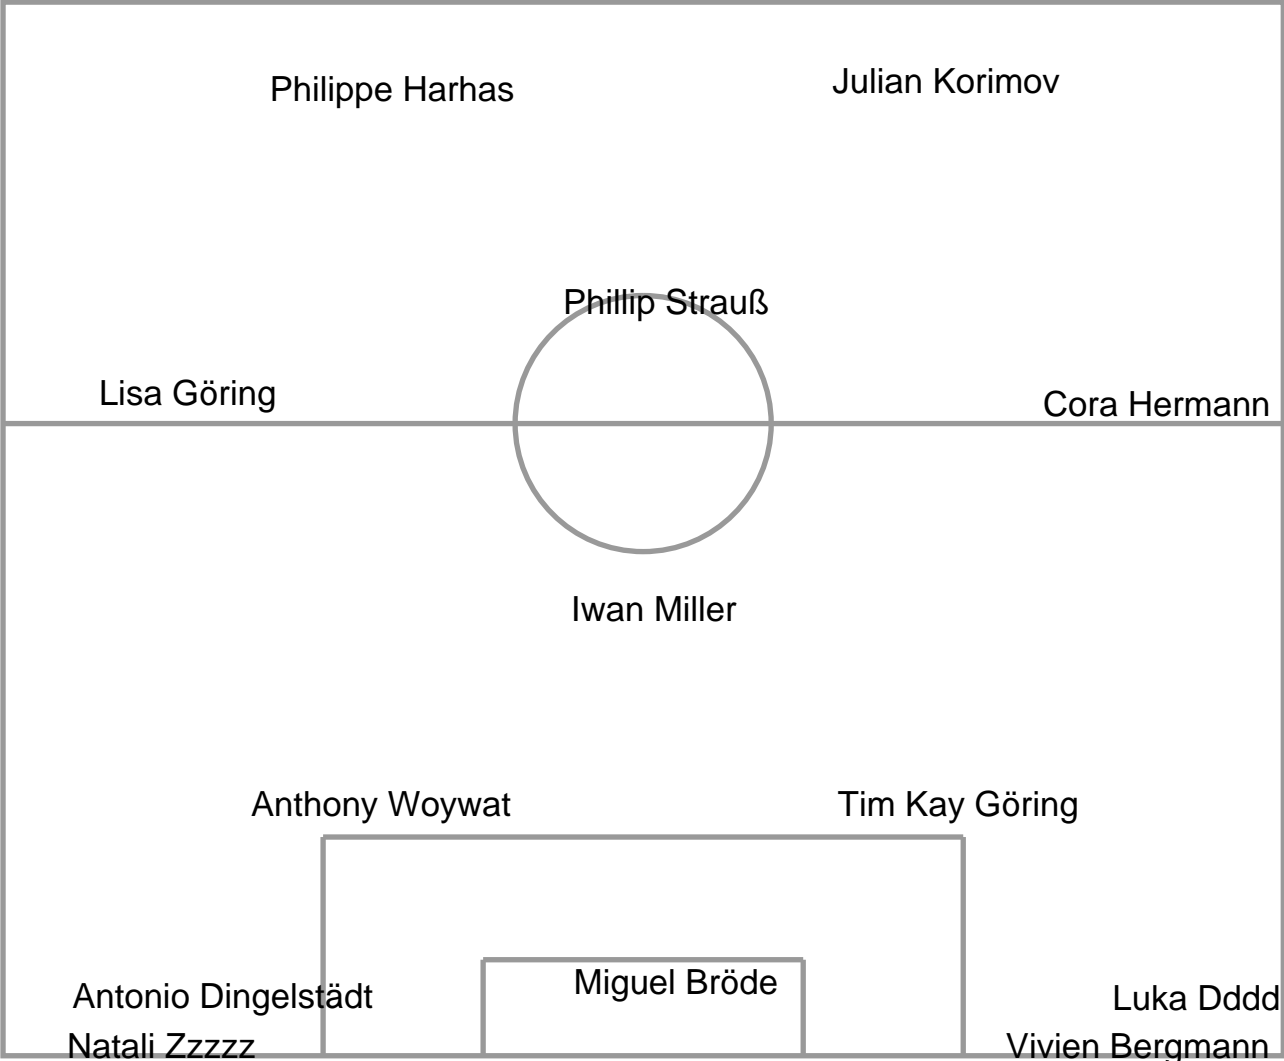 Philippe Harhas
Julian Korimov
Phillip Strauß
Lisa Göring
Cora Hermann
Iwan Miller
Anthony Woywat
Tim Kay Göring
Miguel Bröde
Antonio Dingelstädt
Luka Dddd
Natali Zzzzz
Vivien Bergmann